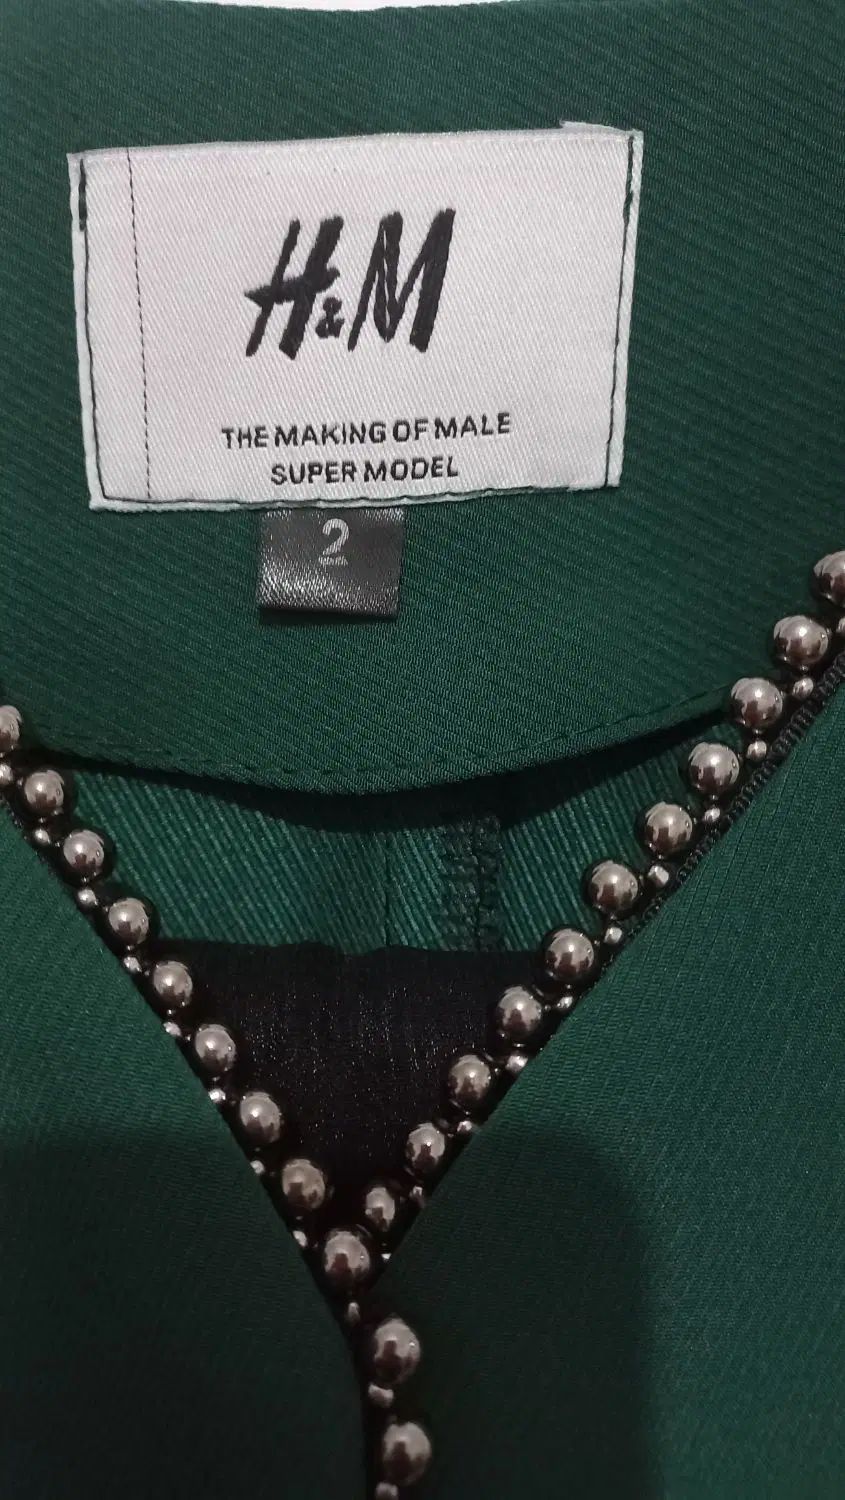 H&M
THE MAKING OF MALE
SUPER MODEL
2